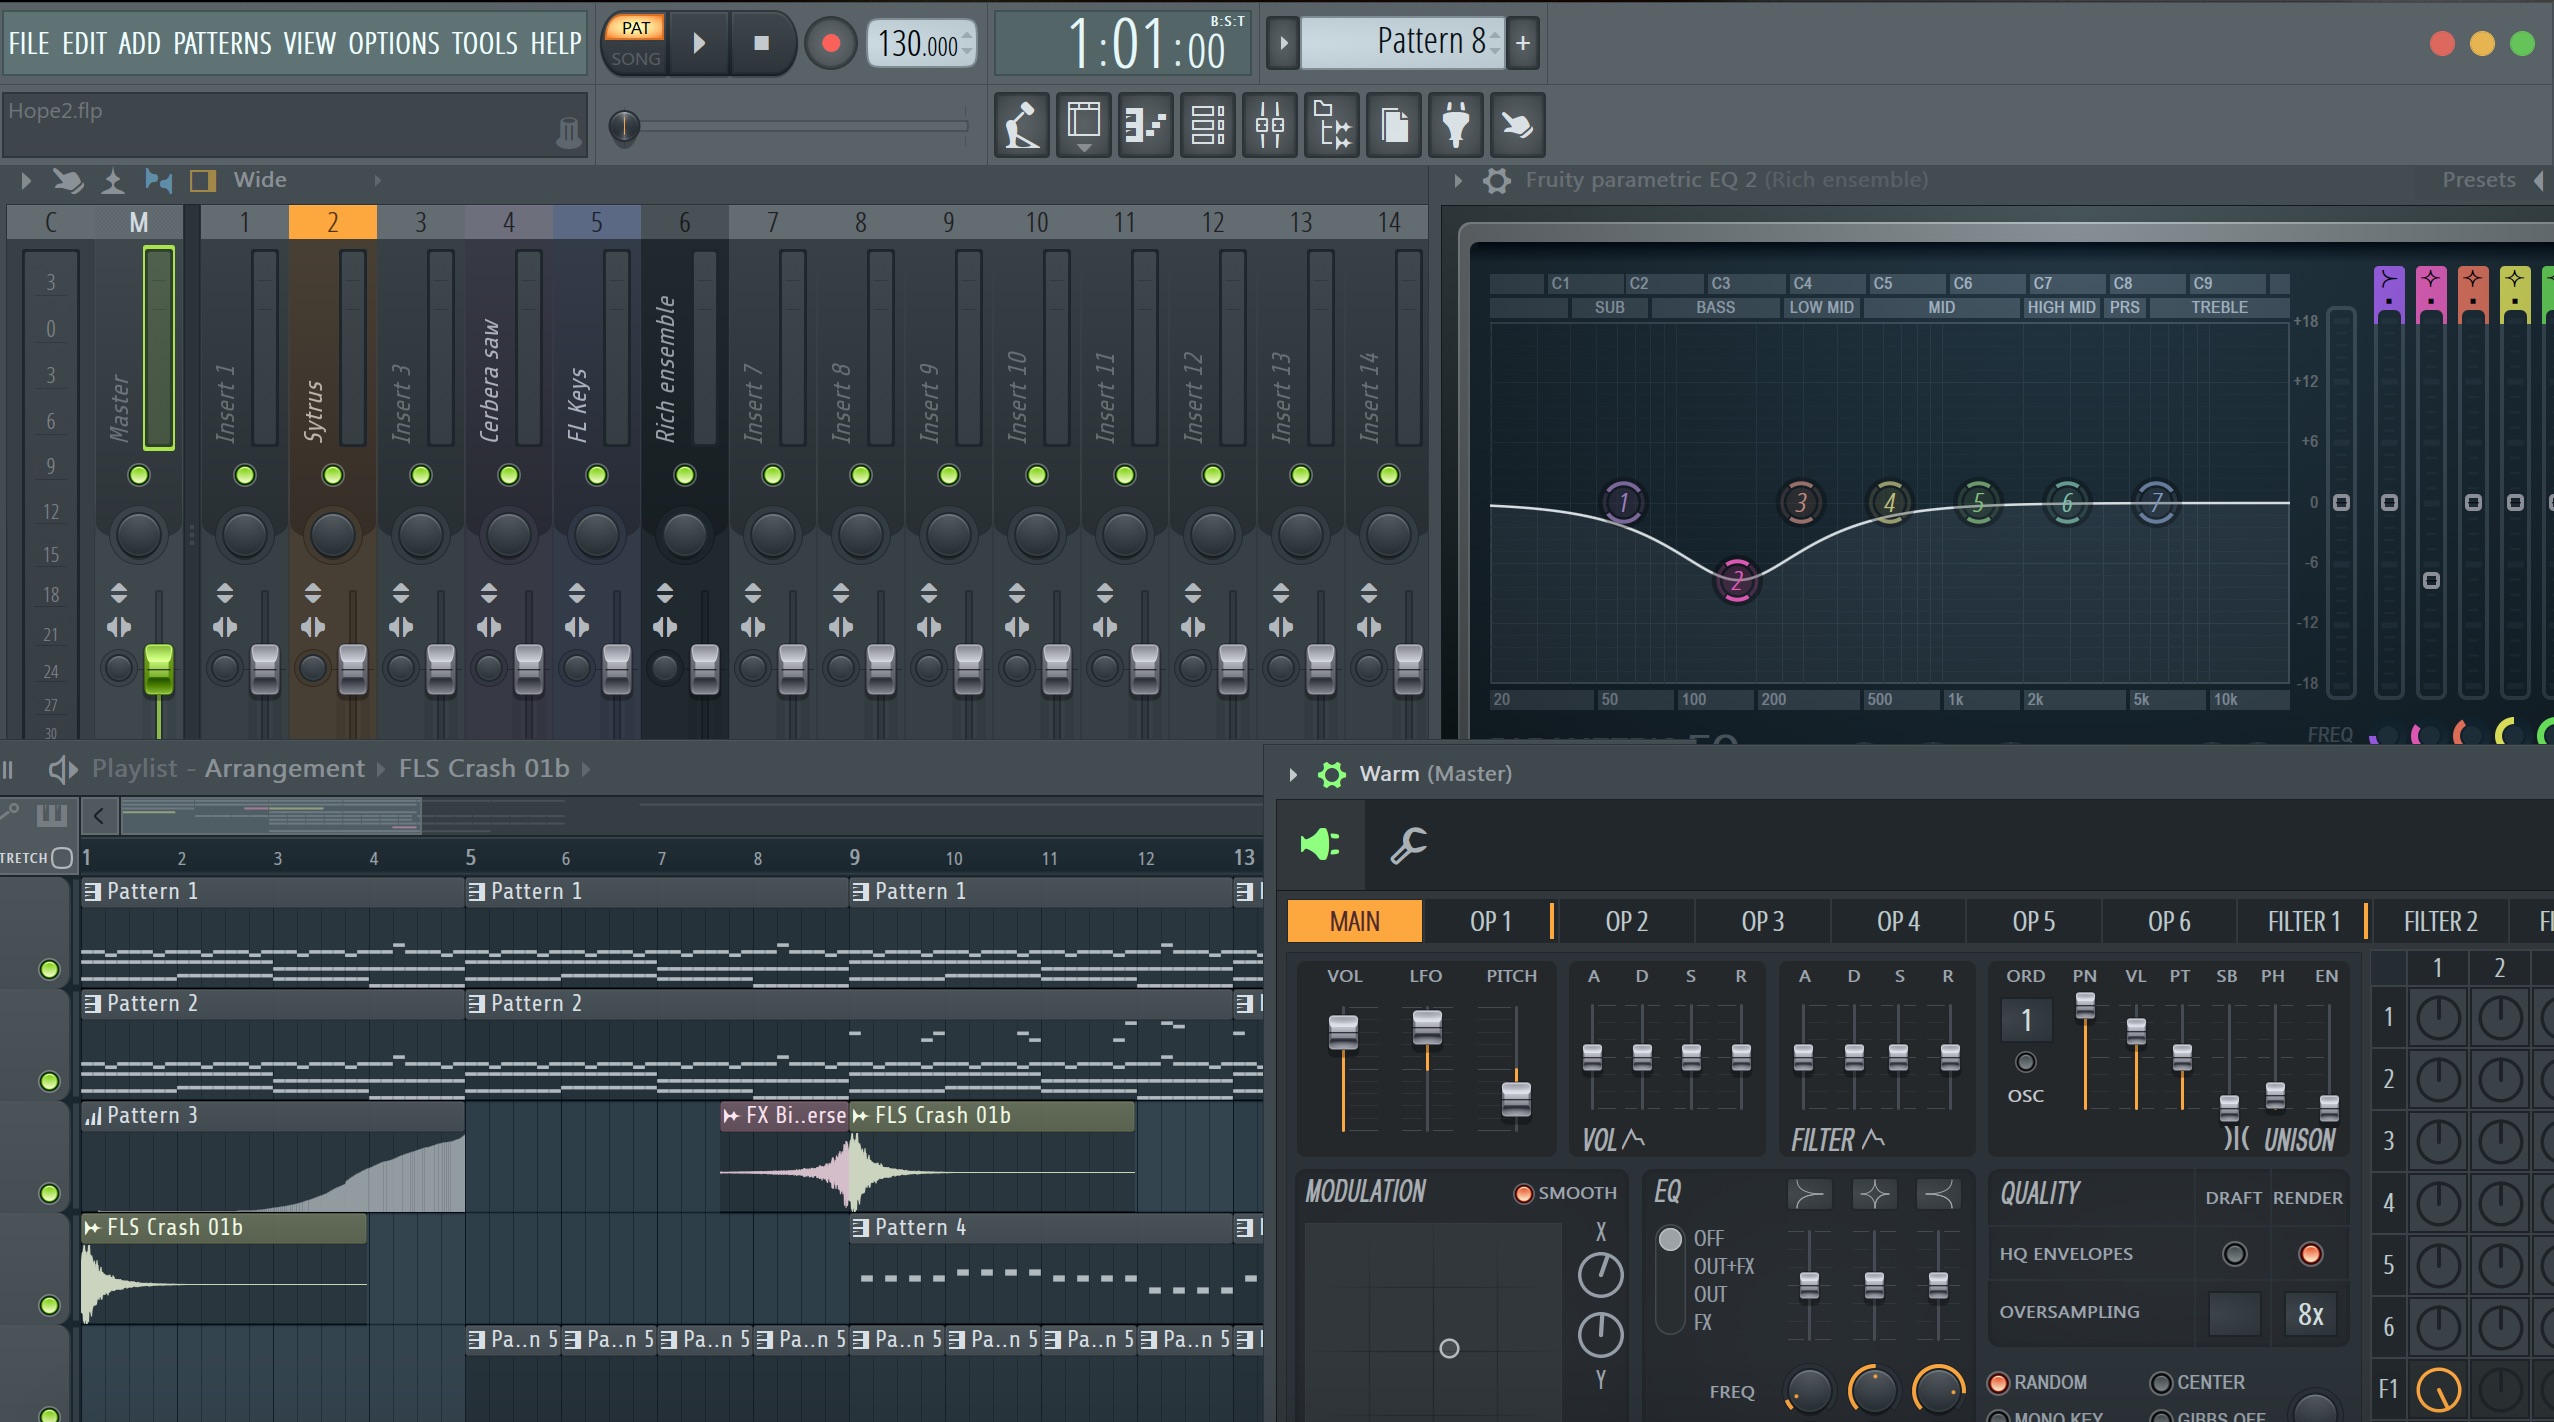 FILE EDIT ADD PATTERNS VIEW OPTIONS TOOLS HELP
PAT
SONG
130.000
1:01:00
B:S:T
Pattern 8
+
Hope2.flp
Wide
C M 1 2 3 4 5 6 7 8 9 10 11 12 13 14
3
0
3
6
9
12
15
18
21
24
27
30
Master
Insert 1
Sytrus
Insert 3
Cerbera saw
FL Keys
Rich ensemble
Insert 7
Insert 8
Insert 9
Insert 10
Insert 11
Insert 12
Insert 13
Insert 14
Fruity parametric EQ 2 (Rich ensemble)
Presets
C1 C2 C3 C4 C5 C6 C7 C8 C9
SUB BASS LOW MID MID HIGH MID PRS TREBLE
+18
+12
+6
0
-6
-12
-18
1 2 3 4 5 6 7
20 50 100 200 500 1k 2k 5k 10k
FREQ
Playlist - Arrangement FLS Crash 01b
TRETCH
1 2 3 4 5 6 7 8 9 10 11 12 13
Pattern 1 Pattern 1 Pattern 1
Pattern 2 Pattern 2
Pattern 3 FX Bi..erse FLS Crash 01b
FLS Crash 01b Pattern 4
Pa..n 5 Pa..n 5 Pa..n 5 Pa..n 5 Pa..n 5 Pa..n 5 Pa..n 5 Pa..n 5
Warm (Master)
MAIN OP 1 OP 2 OP 3 OP 4 OP 5 OP 6 FILTER 1 FILTER 2
VOL LFO PITCH
A D S R
VOL
A D S R
FILTER
ORD PN VL PT SB PH EN
1
OSC
UNISON
1 2
1
2
3
4
5
6
F1
MODULATION
SMOOTH
X
Y
EQ
OFF
OUT+FX
OUT
FX
FREQ
QUALITY DRAFT RENDER
HQ ENVELOPES
OVERSAMPLING 8x
RANDOM CENTER
MONO KEY GIBBS OFF